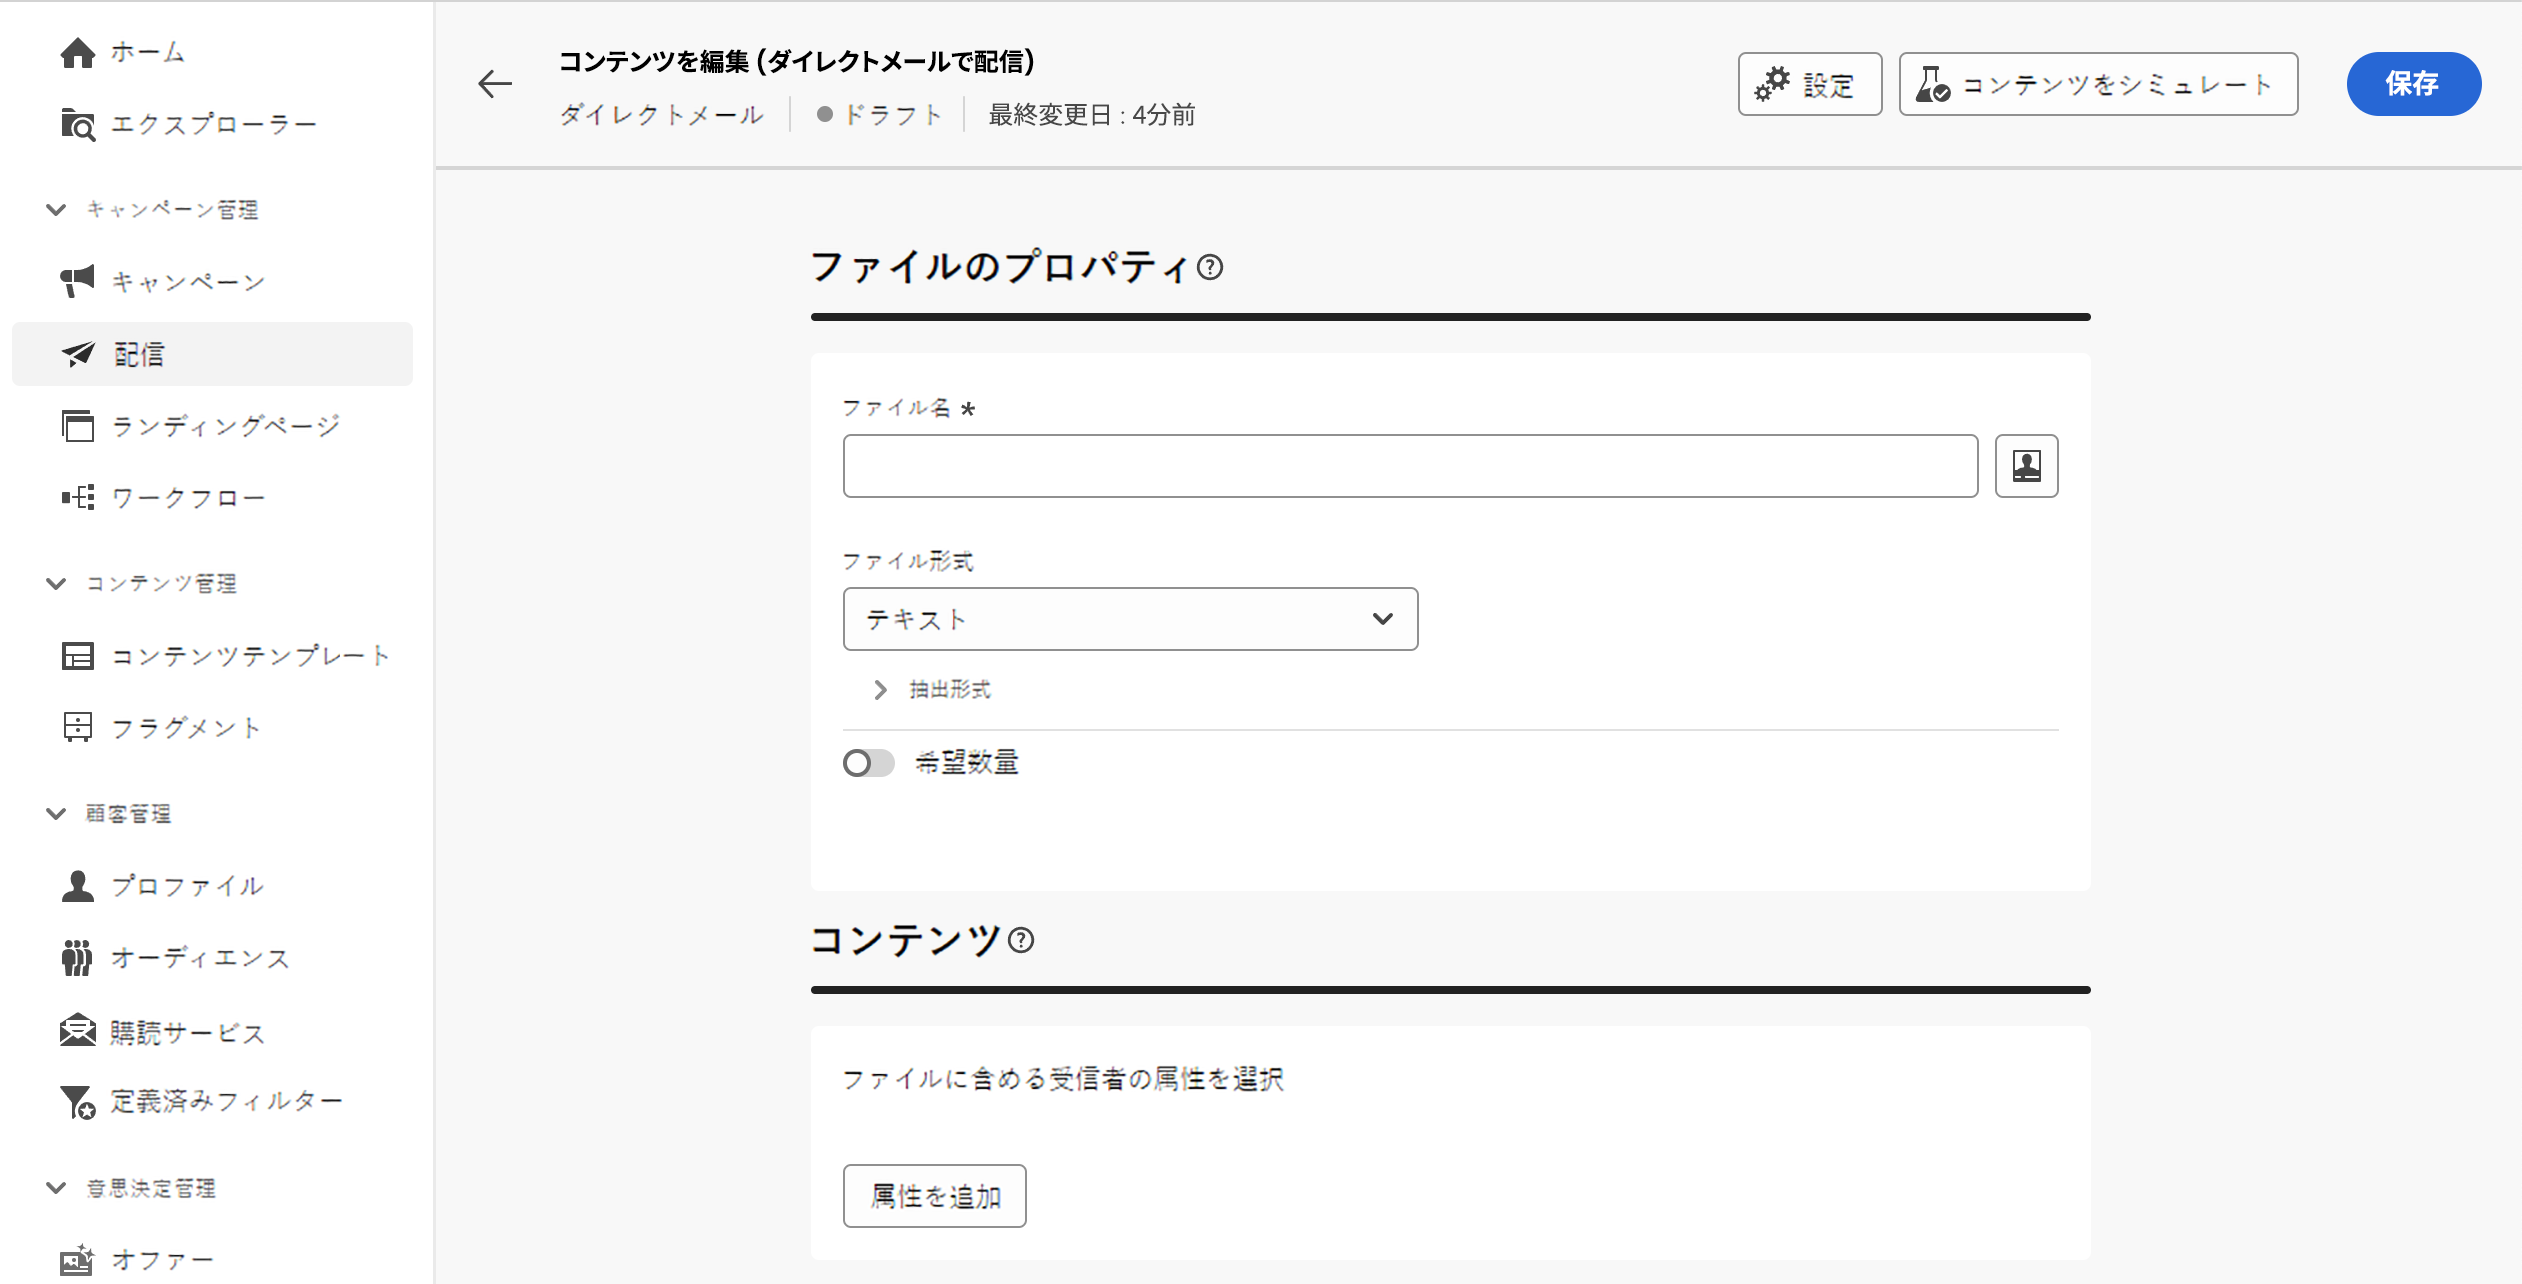 ホーム
エクスプローラー
キャンペーン管理
キャンペーン
配信
ランディングページ
ワークフロー
コンテンツ管理
コンテンツテンプレート
フラグメント
顧客管理
プロファイル
オーディエンス
購読サービス
定義済みフィルター
意思決定管理
オファー
コンテンツを編集 (ダイレクトメールで配信)
ダイレクトメール ドラフト 最終変更日 : 4分前
設定
コンテンツをシミュレート
保存
ファイルのプロパティ
ファイル名 *
ファイル形式
テキスト
抽出形式
希望数量
コンテンツ
ファイルに含める受信者の属性を選択
属性を追加